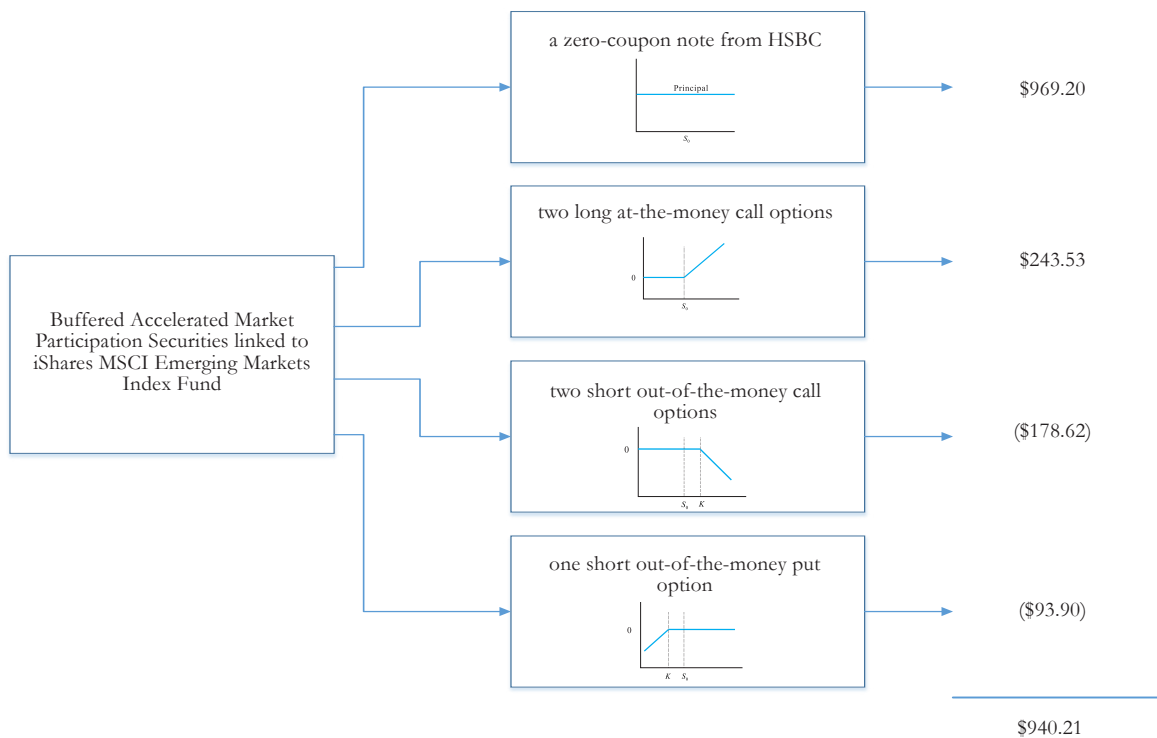 a zero-coupon note from HSBC
Principal
S₀
$969.20
two long at-the-money call options
0
S₀
$243.53
Buffered Accelerated Market
Participation Securities linked to
iShares MSCI Emerging Markets
Index Fund
two short out-of-the-money call
options
0
S₀ K
($178.62)
one short out-of-the-money put
option
0
K S₀
($93.90)
$940.21